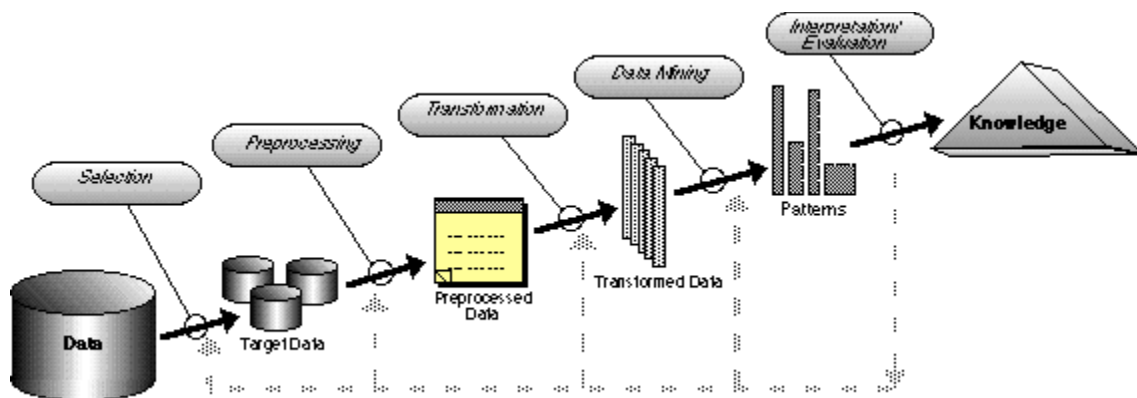 Interpretation/
Evaluation
Data Mining
Transformation
Preprocessing
Selection
Knowledge
Patterns
Transformed Data
Preprocessed
Data
Target Data
Data